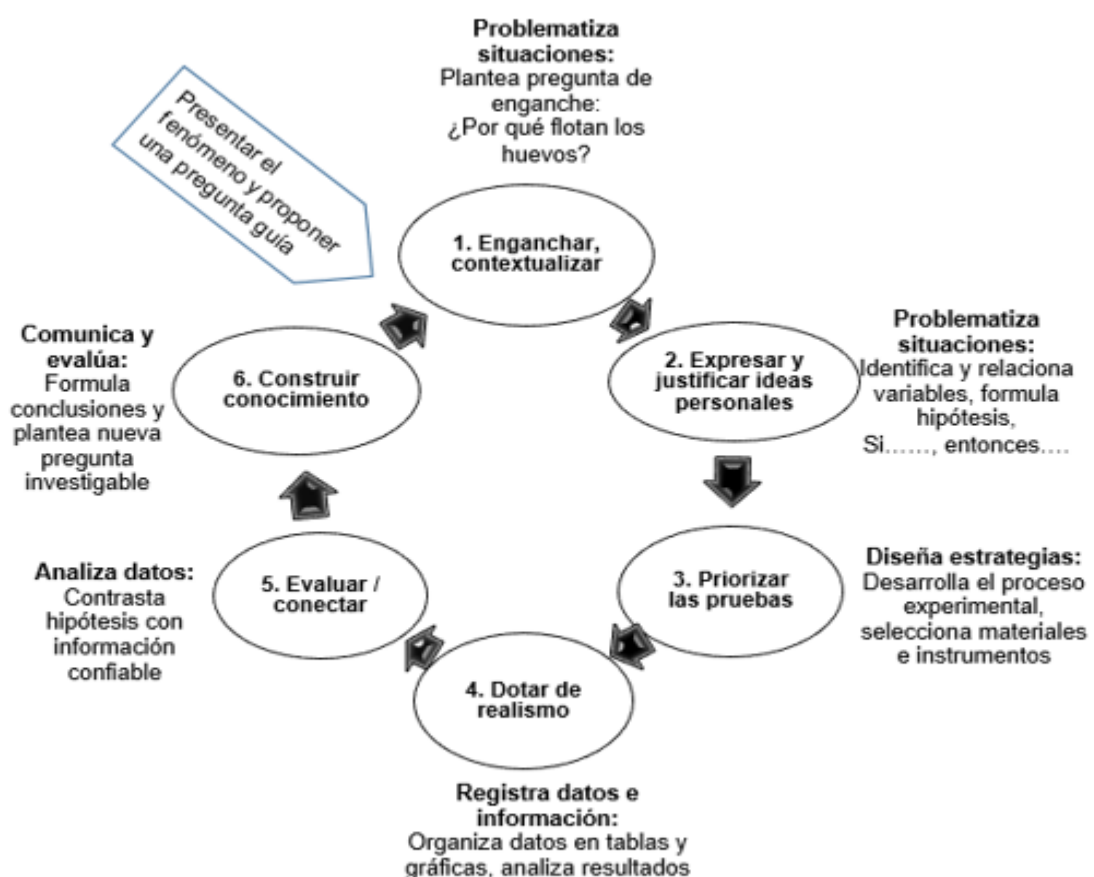 Problematiza
situaciones:
Plantea pregunta de
enganche:
¿Por qué flotan los
huevos?
Presentar el
fenómeno y proponer
una pregunta guía
1. Enganchar,
contextualizar
Problematiza
situaciones:
Identifica y relaciona
variables, formula
hipótesis,
Si……, entonces….
2. Expresar y
justificar ideas
personales
Diseña estrategias:
Desarrolla el proceso
experimental,
selecciona materiales
e instrumentos
3. Priorizar
las pruebas
4. Dotar de
realismo
Registra datos e
información:
Organiza datos en tablas y
gráficas, analiza resultados
5. Evaluar /
conectar
Analiza datos:
Contrasta
hipótesis con
información
confiable
6. Construir
conocimiento
Comunica y
evalúa:
Formula
conclusiones y
plantea nueva
pregunta
investigable